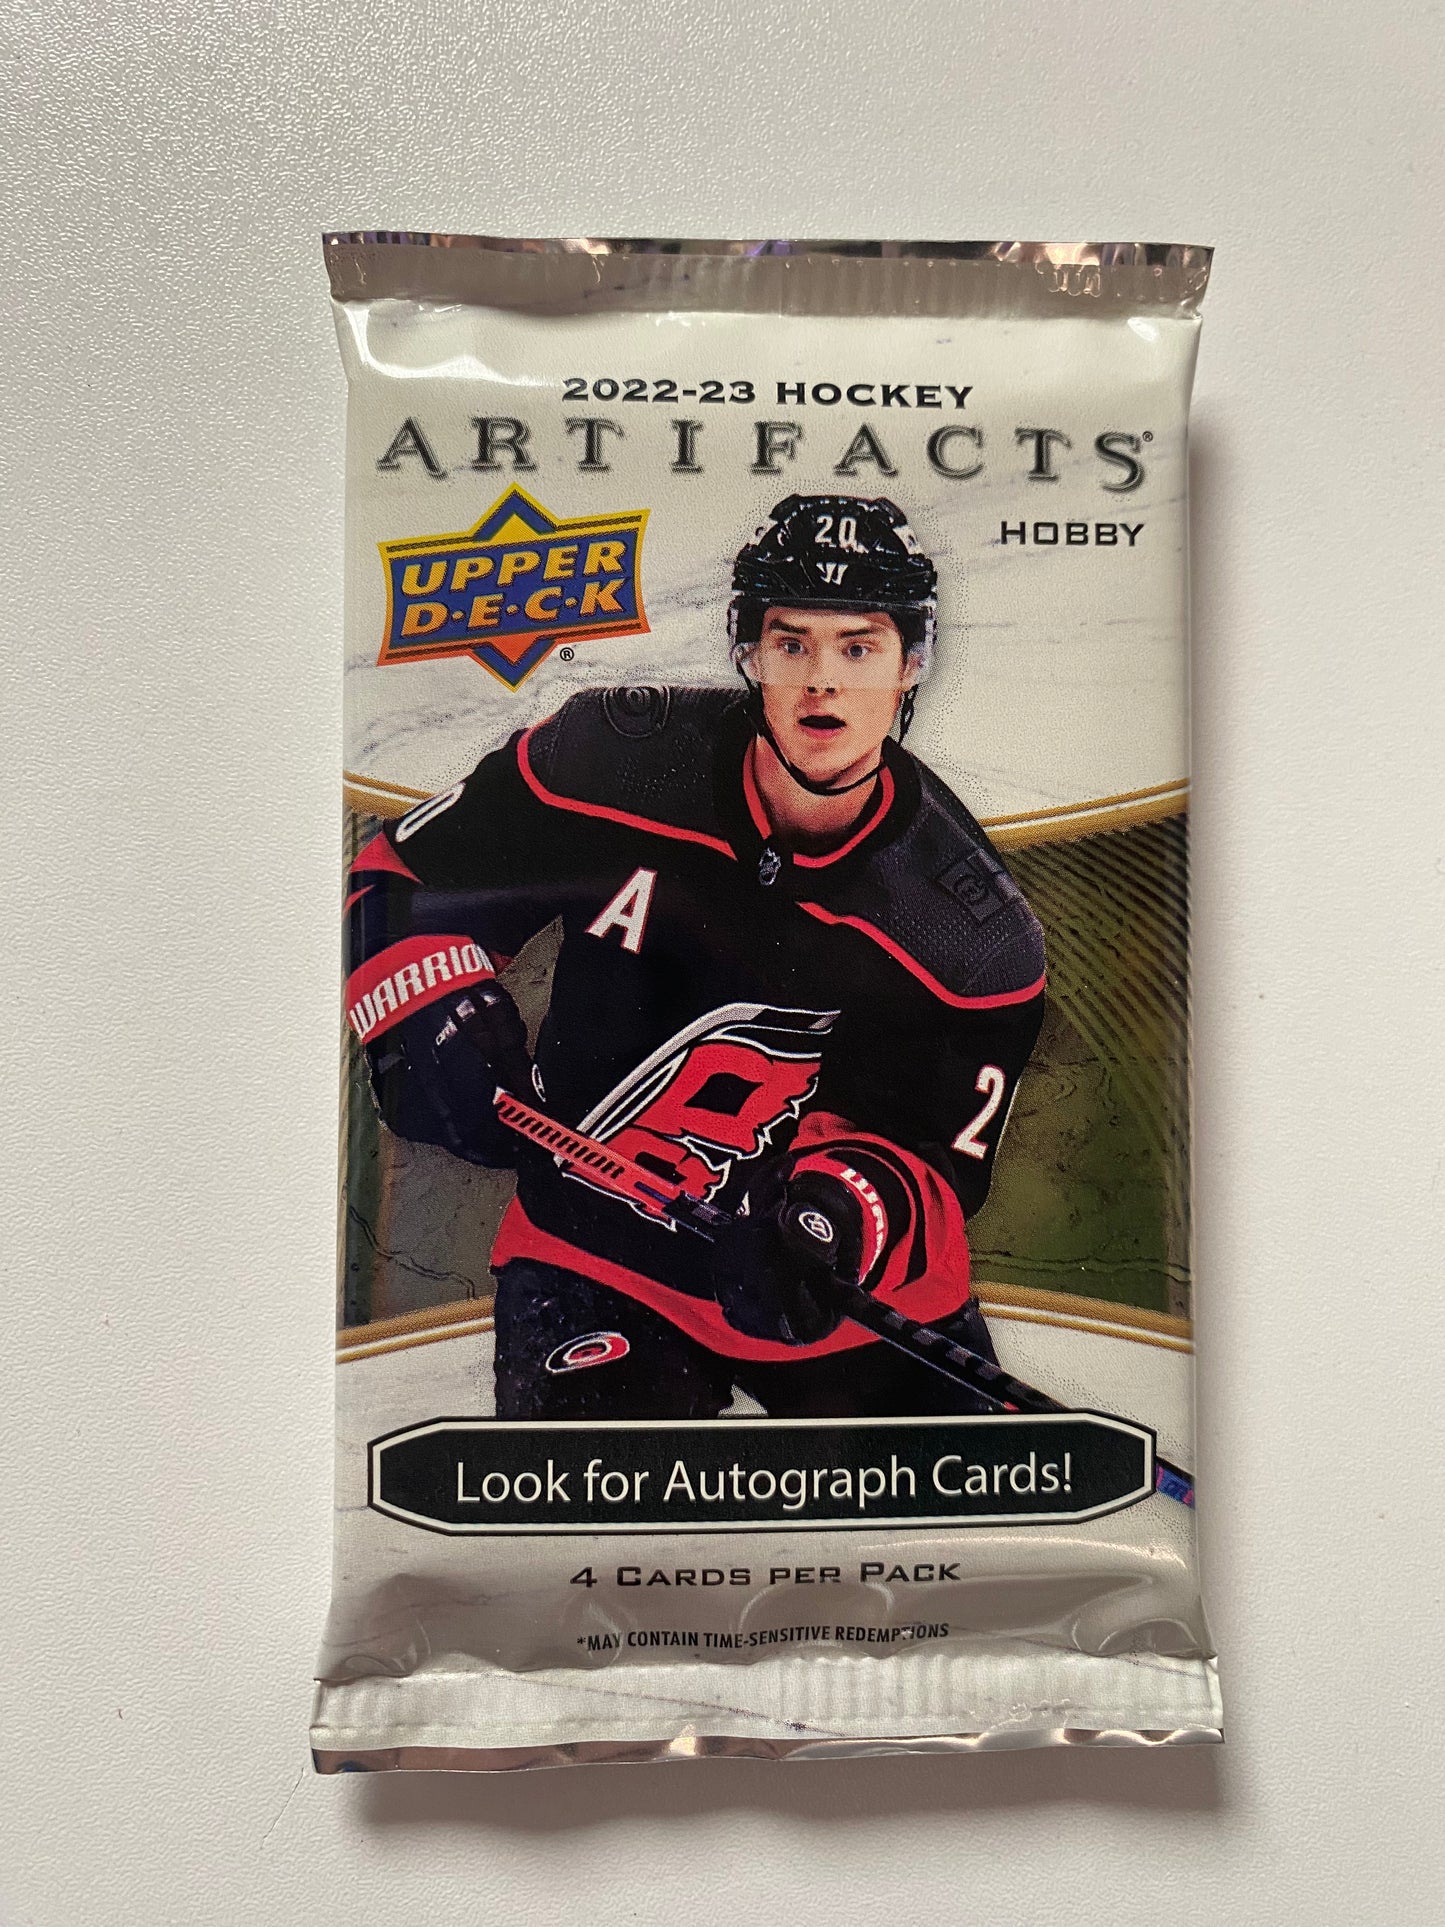 2022-23 HOCKEY
ARTIFACTS®
HOBBY
UPPER
D·E·C·K
®
20
A
WARRIOR
2
WARRIOR
Look for Autograph Cards!
4 CARDS PER PACK
*MAY CONTAIN TIME-SENSITIVE REDEMPTIONS